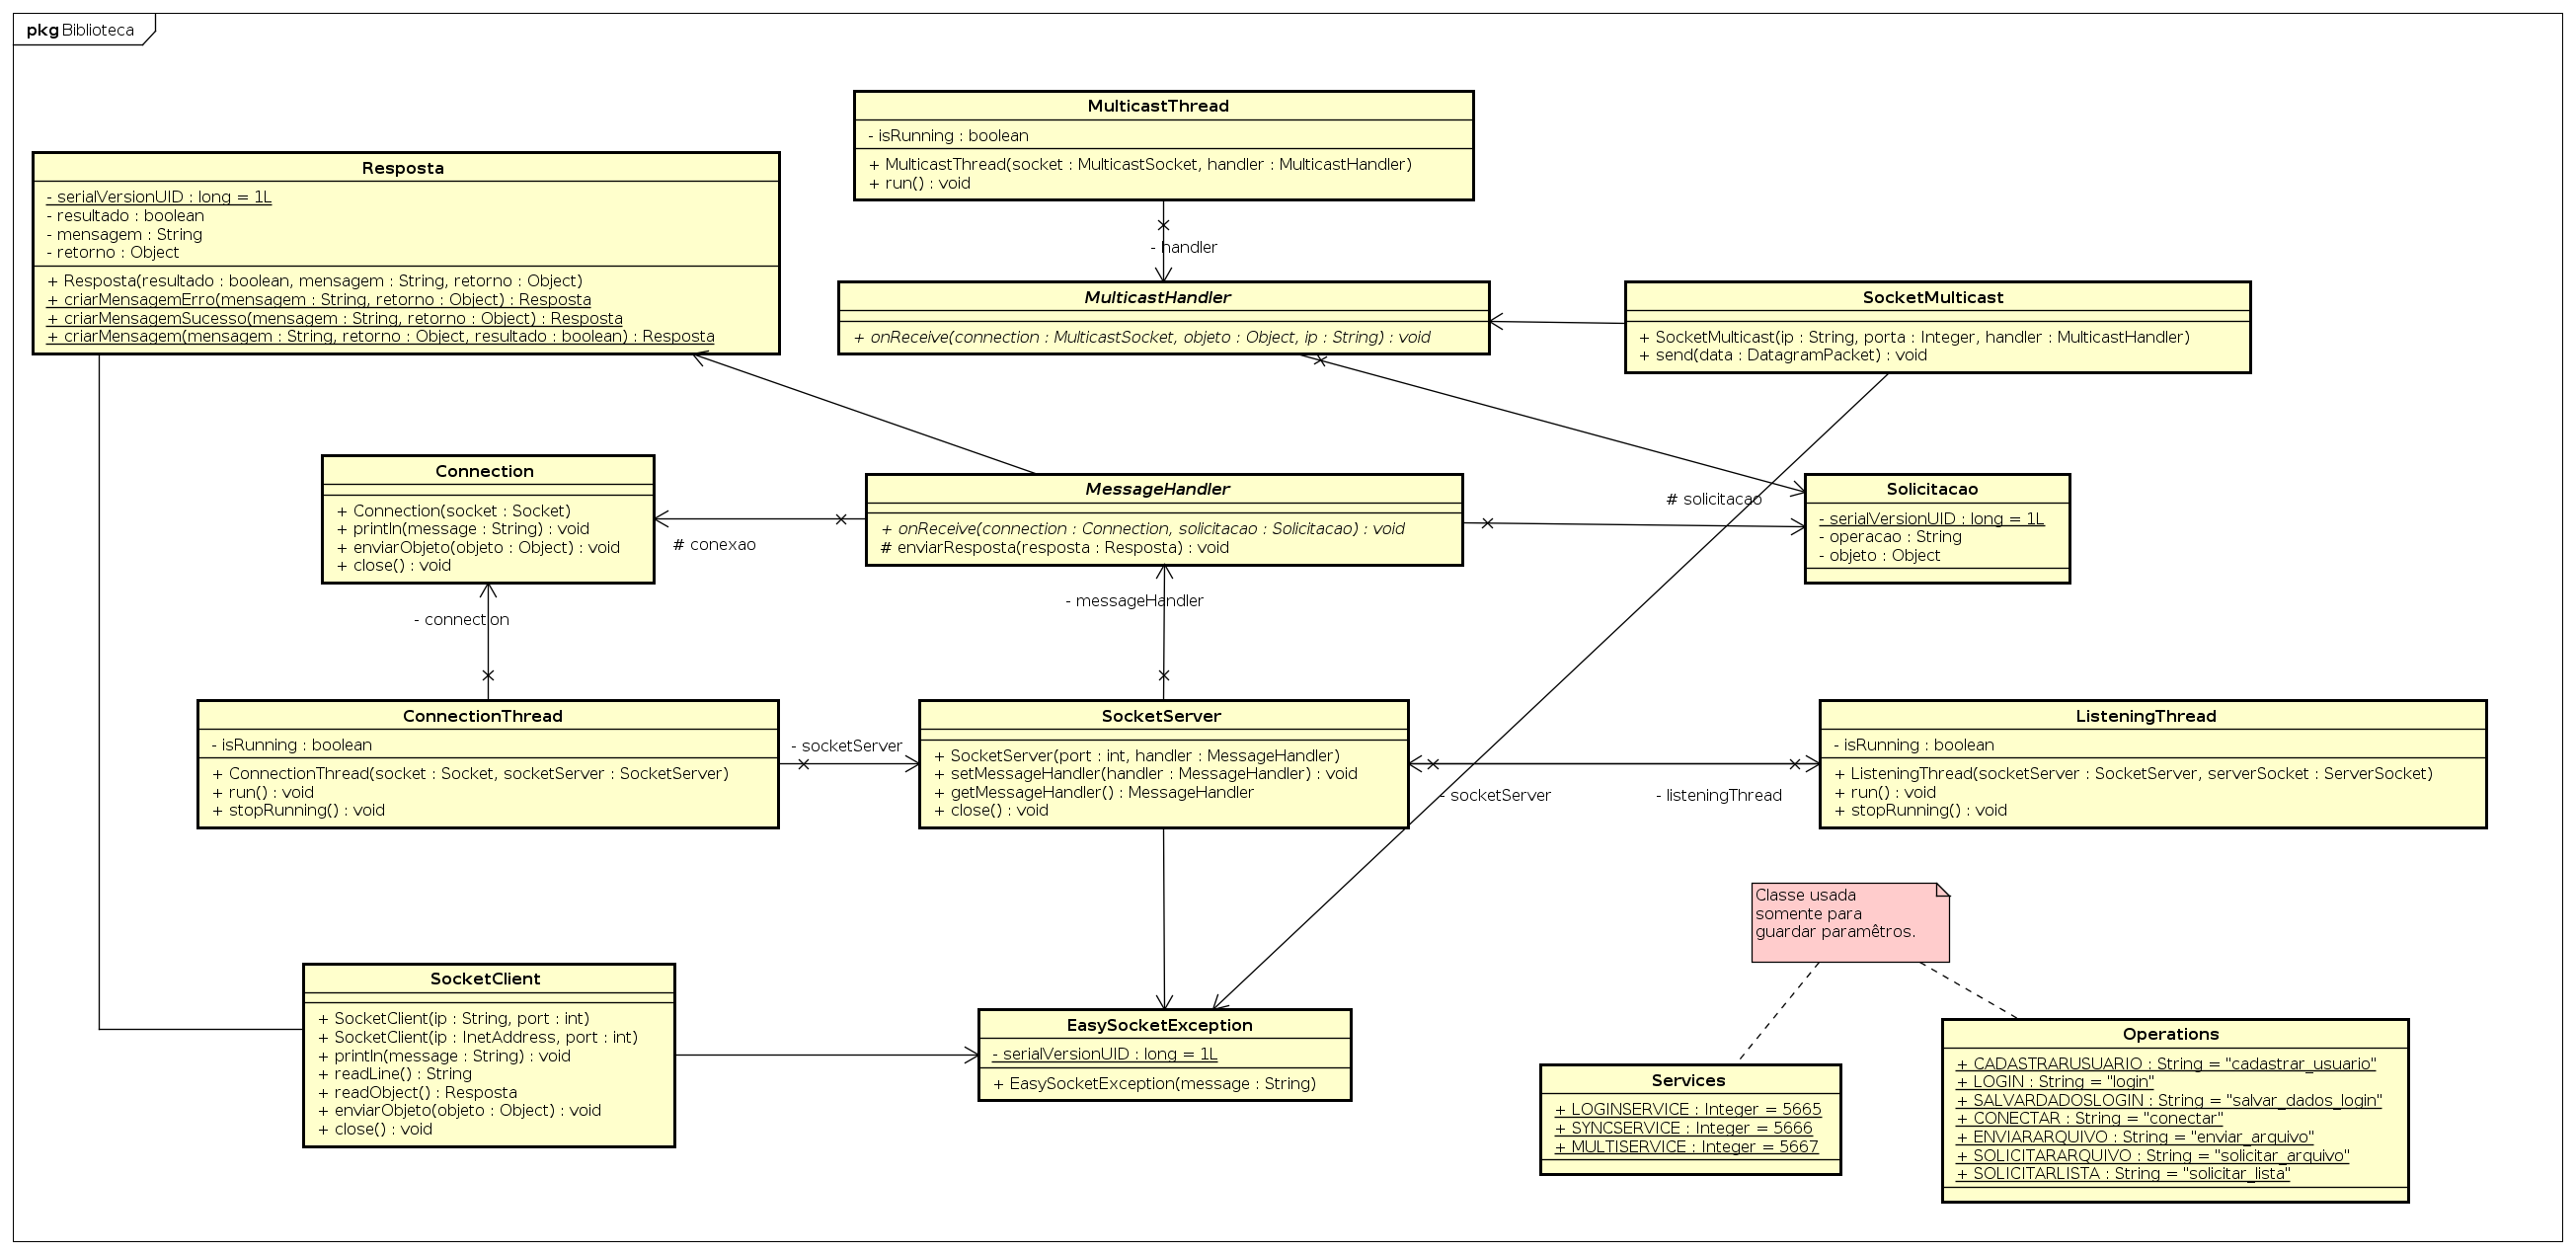 pkg Biblioteca
MulticastThread
- isRunning : boolean
+ MulticastThread(socket : MulticastSocket, handler : MulticastHandler)
+ run() : void
Resposta
- serialVersionUID : long = 1L
- resultado : boolean
- mensagem : String
- retorno : Object
+ Resposta(resultado : boolean, mensagem : String, retorno : Object)
+ criarMensagemErro(mensagem : String, retorno : Object) : Resposta
+ criarMensagemSucesso(mensagem : String, retorno : Object) : Resposta
+ criarMensagem(mensagem : String, retorno : Object, resultado : boolean) : Resposta
- handler
MulticastHandler
+ onReceive(connection : MulticastSocket, objeto : Object, ip : String) : void
SocketMulticast
+ SocketMulticast(ip : String, porta : Integer, handler : MulticastHandler)
+ send(data : DatagramPacket) : void
Connection
+ Connection(socket : Socket)
+ println(message : String) : void
+ enviarObjeto(objeto : Object) : void
+ close() : void
# conexao
MessageHandler
+ onReceive(connection : Connection, solicitacao : Solicitacao) : void
# enviarResposta(resposta : Resposta) : void
# solicitacao
Solicitacao
- serialVersionUID : long = 1L
- operacao : String
- objeto : Object
- connection
- messageHandler
ConnectionThread
- isRunning : boolean
+ ConnectionThread(socket : Socket, socketServer : SocketServer)
+ run() : void
+ stopRunning() : void
- socketServer
SocketServer
+ SocketServer(port : int, handler : MessageHandler)
+ setMessageHandler(handler : MessageHandler) : void
+ getMessageHandler() : MessageHandler
+ close() : void
- socketServer
- listeningThread
ListeningThread
- isRunning : boolean
+ ListeningThread(socketServer : SocketServer, serverSocket : ServerSocket)
+ run() : void
+ stopRunning() : void
Classe usada
somente para
guardar paramêtros.
SocketClient
+ SocketClient(ip : String, port : int)
+ SocketClient(ip : InetAddress, port : int)
+ println(message : String) : void
+ readLine() : String
+ readObject() : Resposta
+ enviarObjeto(objeto : Object) : void
+ close() : void
EasySocketException
- serialVersionUID : long = 1L
+ EasySocketException(message : String)
Services
+ LOGINSERVICE : Integer = 5665
+ SYNCSERVICE : Integer = 5666
+ MULTISERVICE : Integer = 5667
Operations
+ CADASTRARUSUARIO : String = "cadastrar_usuario"
+ LOGIN : String = "login"
+ SALVARDADOSLOGIN : String = "salvar_dados_login"
+ CONECTAR : String = "conectar"
+ ENVIARARQUIVO : String = "enviar_arquivo"
+ SOLICITARARQUIVO : String = "solicitar_arquivo"
+ SOLICITARLISTA : String = "solicitar_lista"